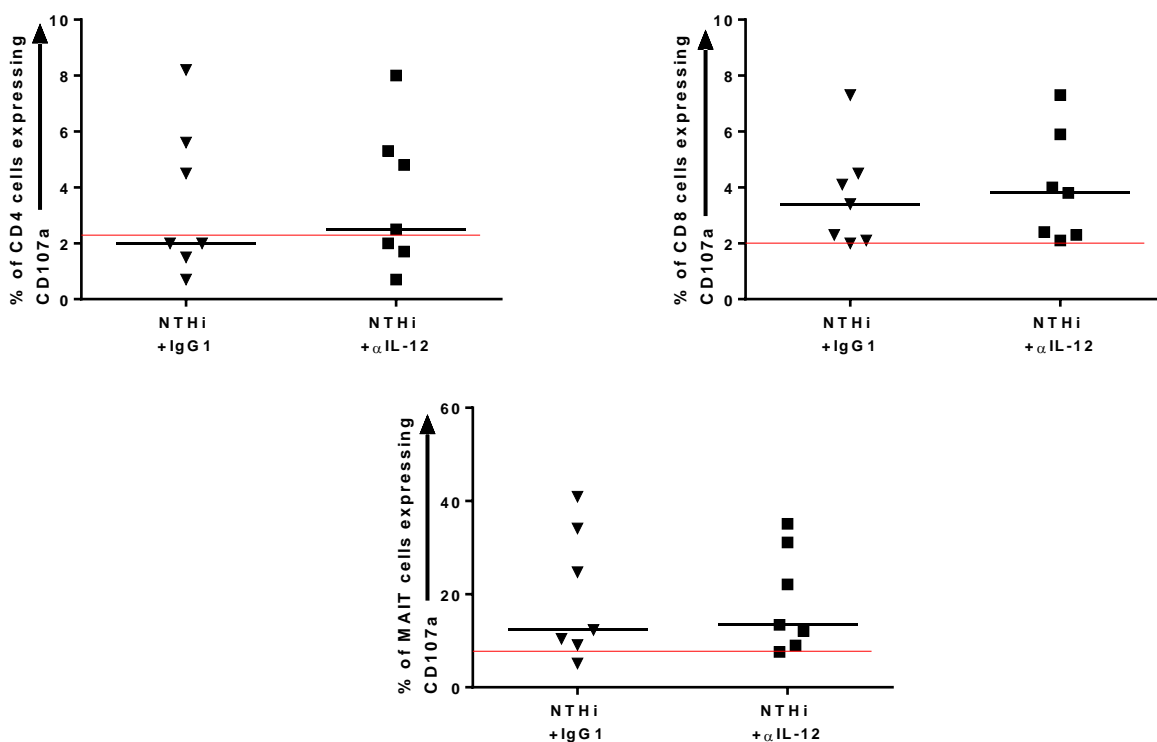 % of CD4 cells expressing
CD107a
10
8
6
4
2
0
NTHi
+IgG1
NTHi
+αIL-12
% of CD8 cells expressing
CD107a
10
8
6
4
2
0
NTHi
+IgG1
NTHi
+αIL-12
% of MAIT cells expressing
CD107a
60
40
20
0
NTHi
+IgG1
NTHi
+αIL-12